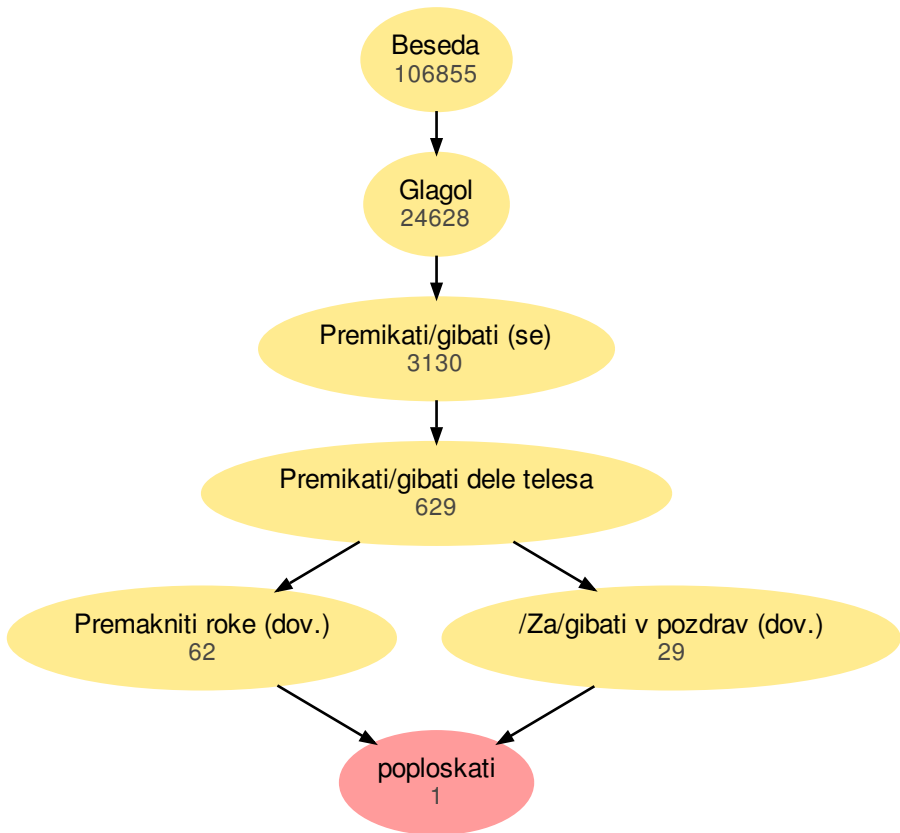 Beseda
106855
Glagol
24628
Premikati/gibati (se)
3130
Premikati/gibati dele telesa
629
Premakniti roke (dov.)
62
/Za/gibati v pozdrav (dov.)
29
poploskati
1